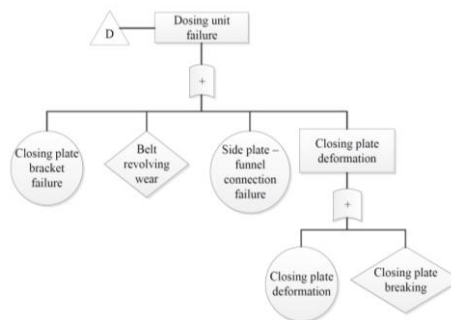 D
Dosing unit
failure
+
Closing plate
bracket
failure
Belt
revolving
wear
Side plate –
funnel
connection
failure
Closing plate
deformation
+
Closing plate
deformation
Closing plate
breaking